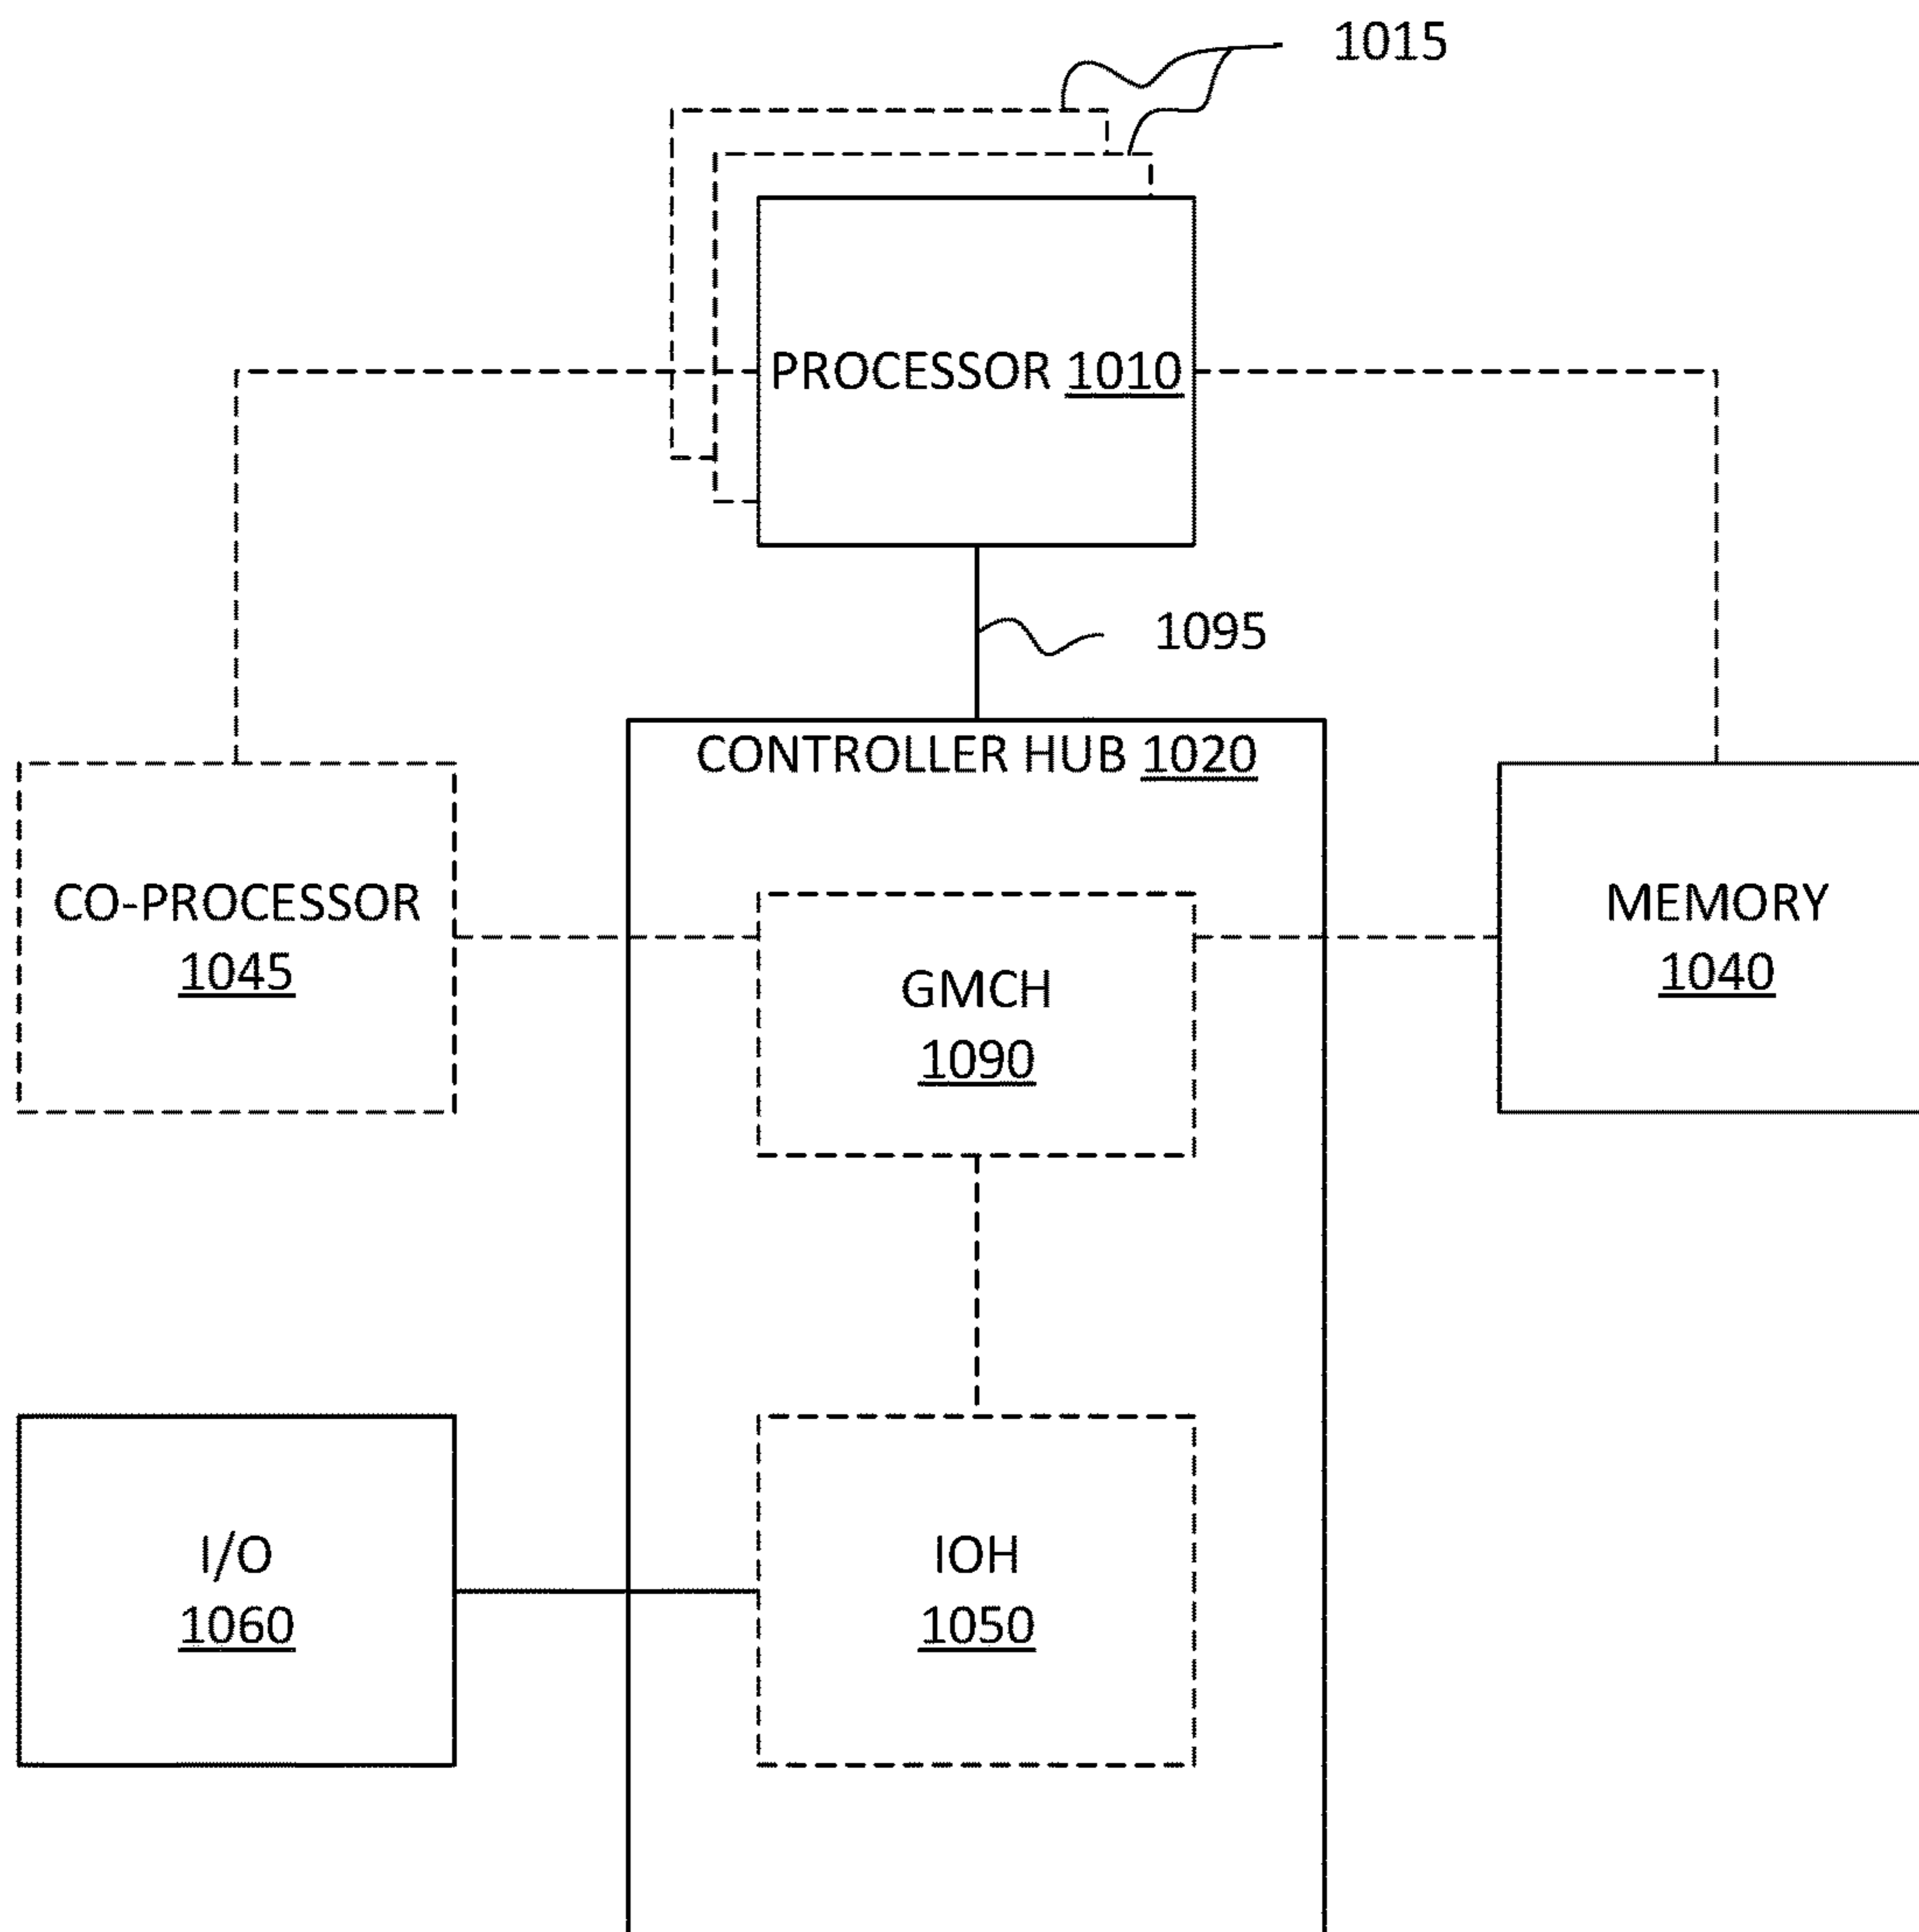 1015
PROCESSOR 1010
1095
CONTROLLER HUB 1020
CO-PROCESSOR
1045
GMCH
1090
MEMORY
1040
I/O
1060
IOH
1050